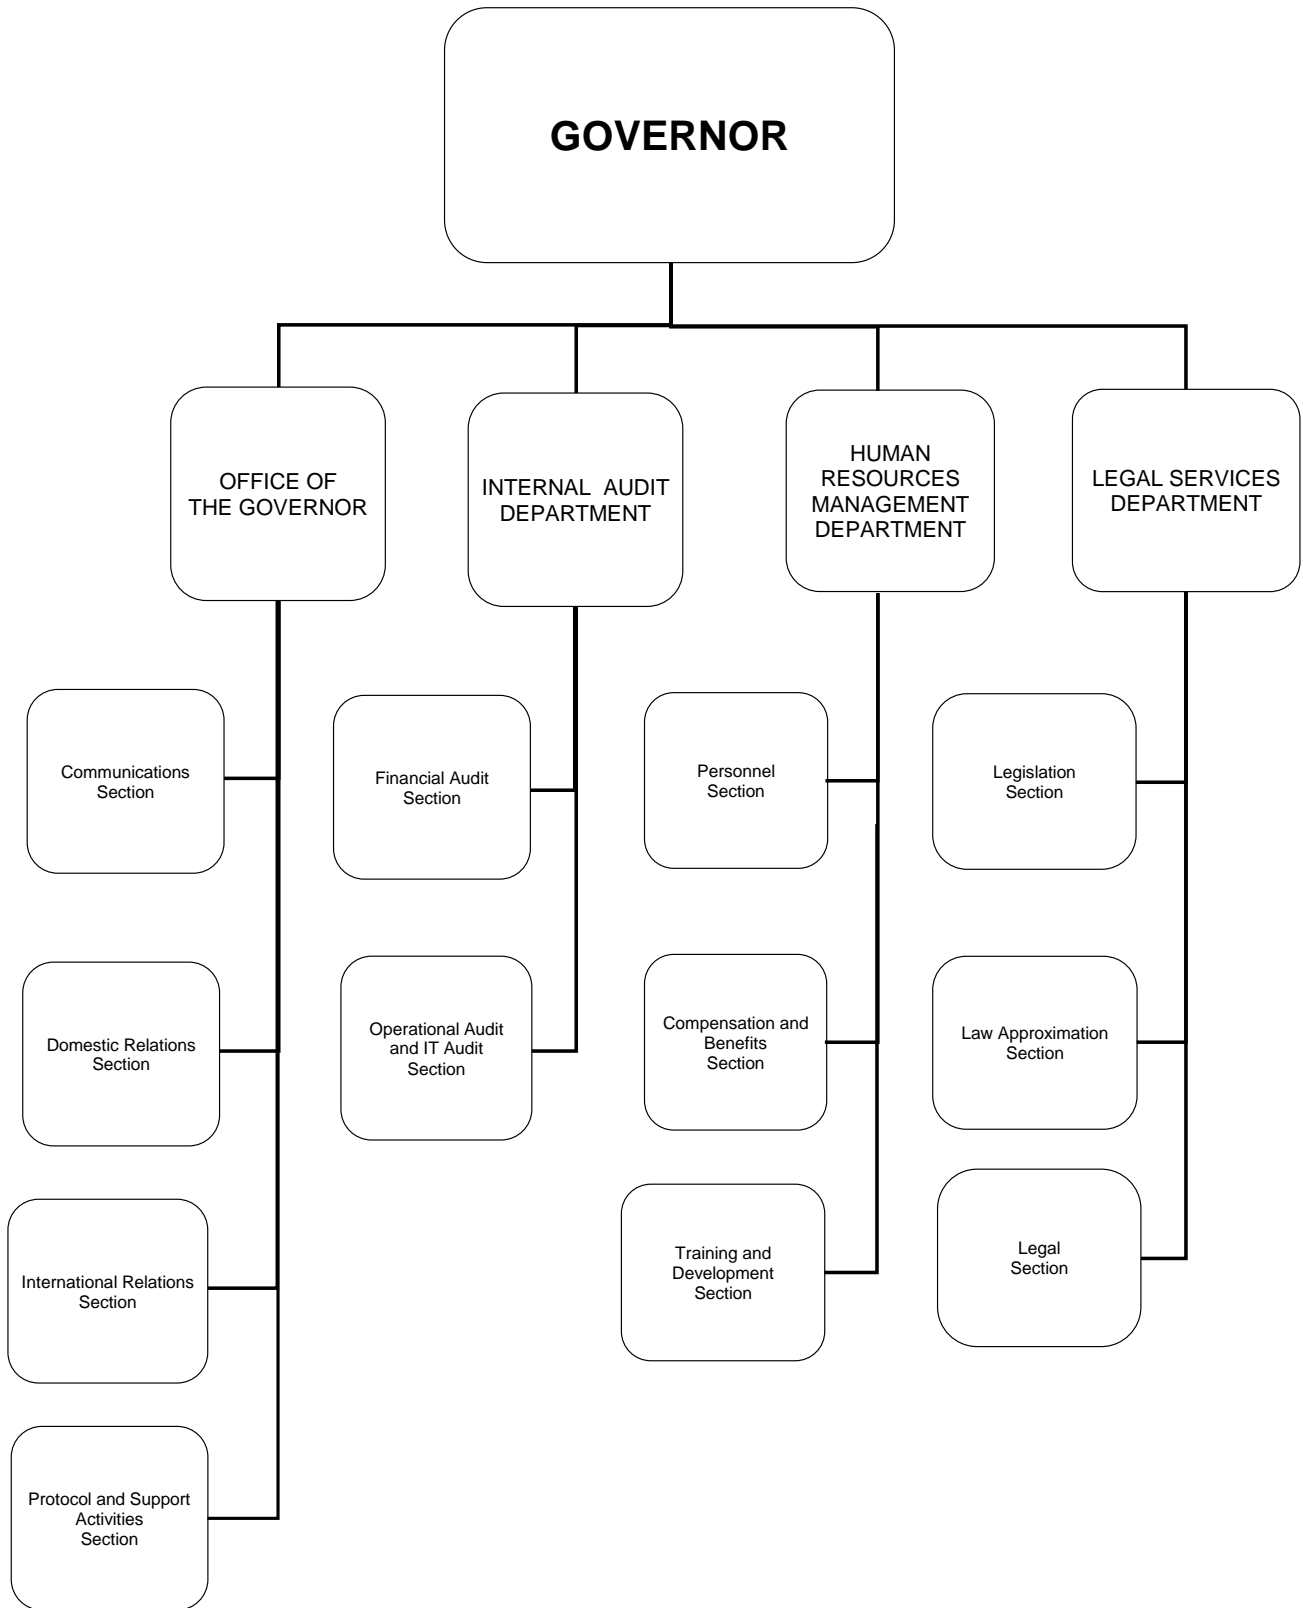 GOVERNOR
OFFICE OF
THE GOVERNOR
INTERNAL  AUDIT
DEPARTMENT
HUMAN
RESOURCES
MANAGEMENT
DEPARTMENT
LEGAL SERVICES
DEPARTMENT
Communications
Section
Financial Audit
Section
Personnel
Section
Legislation
Section
Domestic Relations
Section
Operational Audit
and IT Audit
Section
Compensation and
Benefits
Section
Law Approximation
Section
International Relations
Section
Training and
Development
Section
Legal
Section
Protocol and Support
Activities
Section